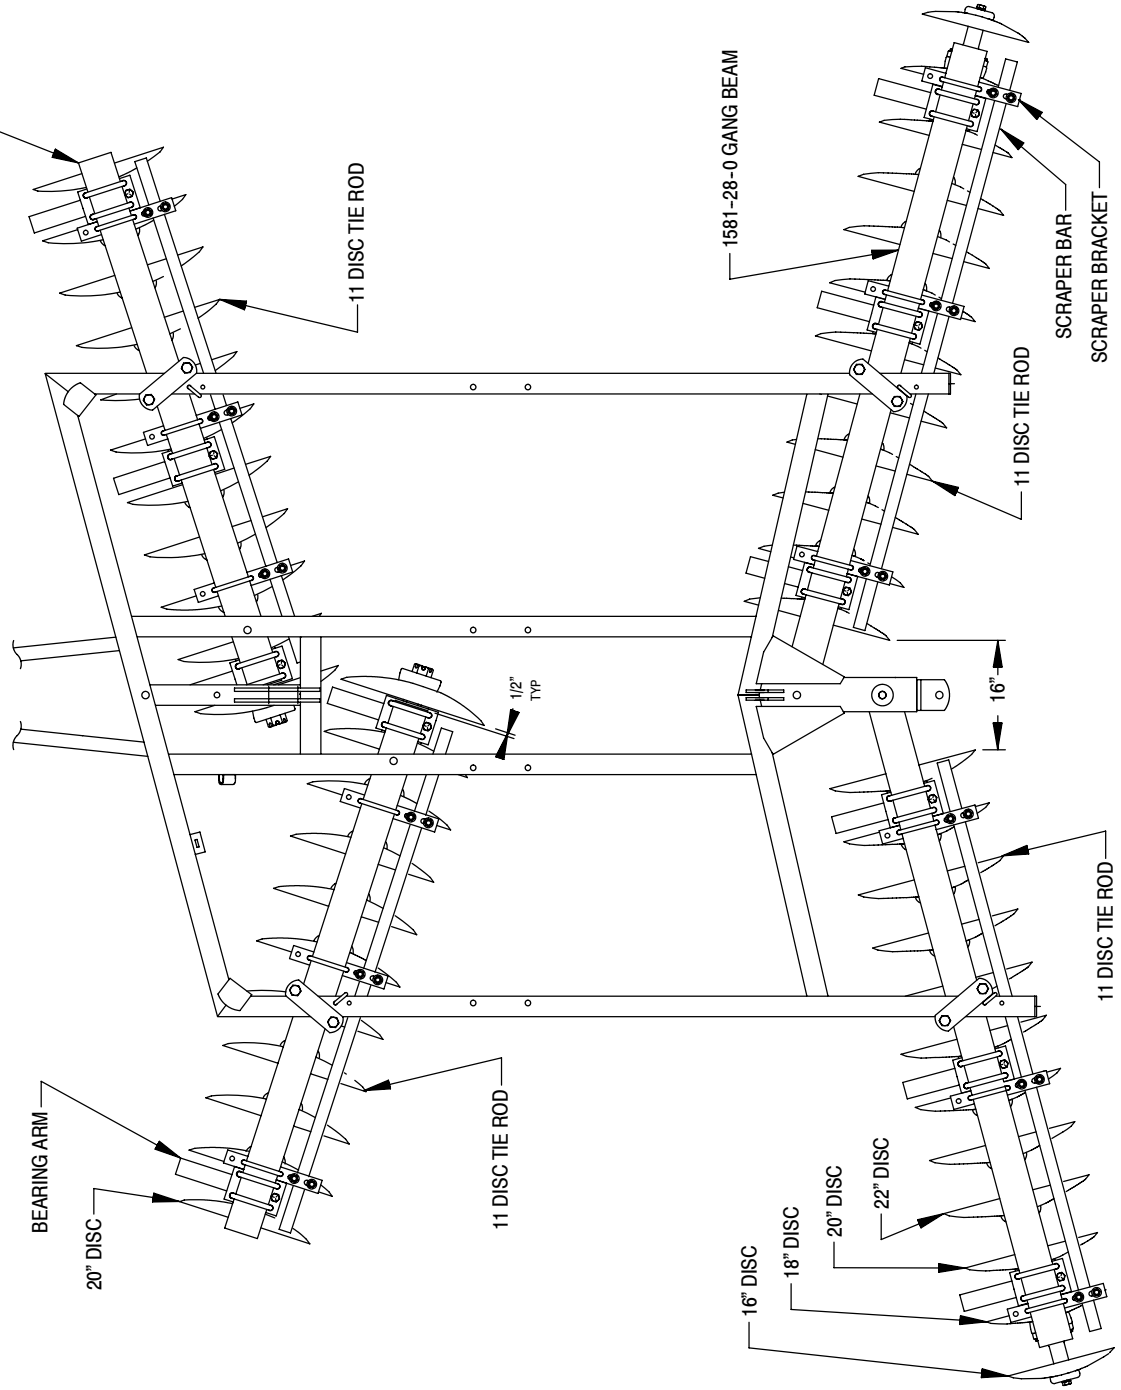 11 DISC TIE ROD
1581-28-0 GANG BEAM
SCRAPER BAR
SCRAPER BRACKET
11 DISC TIE ROD
1/2"
TYP
16"
11 DISC TIE ROD
11 DISC TIE ROD
BEARING ARM
20" DISC
22" DISC
20" DISC
18" DISC
16" DISC